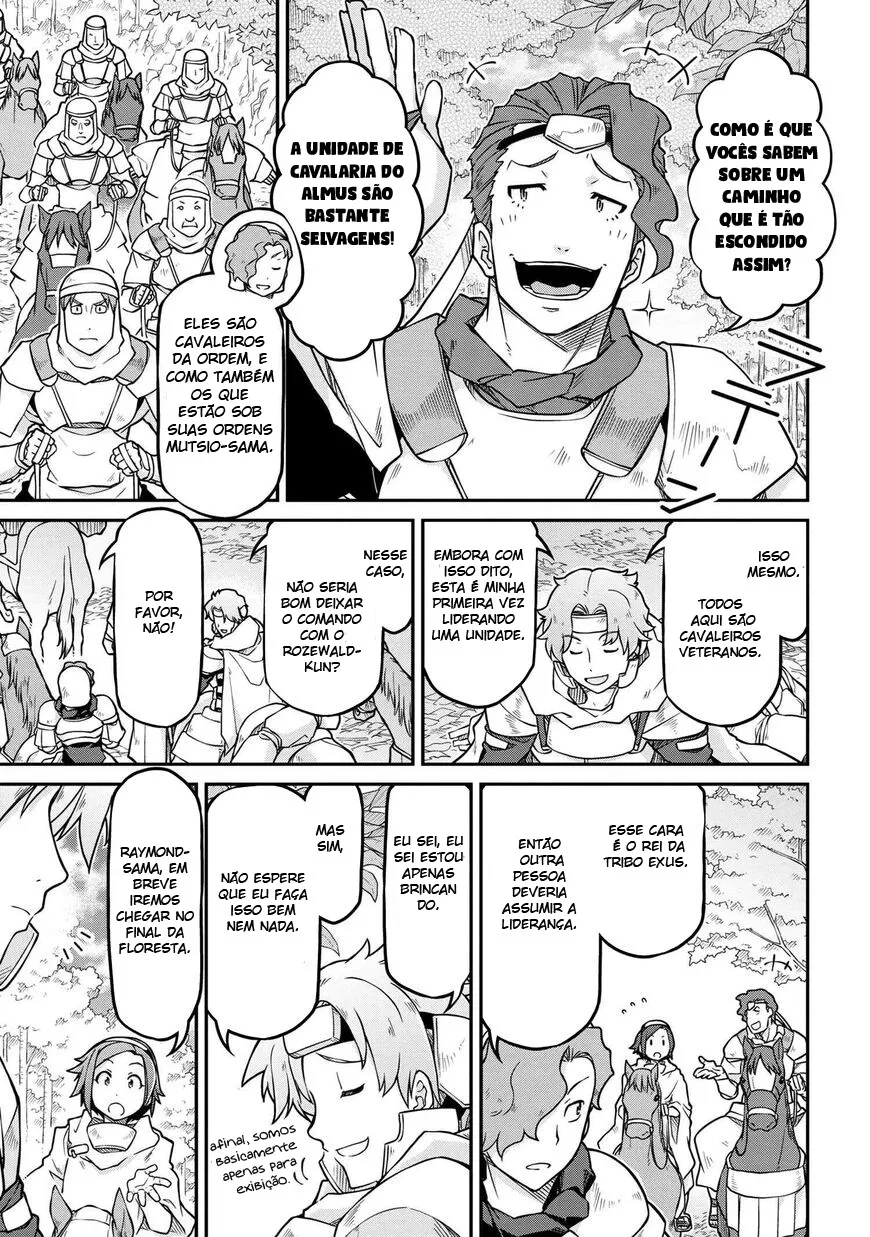 COMO É QUE
VOCÊS SABEM
SOBRE UM
CAMINHO
QUE É TÃO
ESCONDIDO
ASSIM?
A UNIDADE DE
CAVALARIA DO
ALMUS SÃO
BASTANTE
SELVAGENS!
ELES SÃO
CAVALEIROS
DA ORDEM, E
COMO TAMBÉM
OS QUE
ESTÃO SOB
SUAS ORDENS
MUTSIO-SAMA.
ISSO
MESMO.
TODOS
AQUI SÃO
CAVALEIROS
VETERANOS.
EMBORA COM
ISSO DITO,
ESTA É MINHA
PRIMEIRA VEZ
LIDERANDO
UMA UNIDADE.
NESSE
CASO,
NÃO SERIA
BOM DEIXAR
O COMANDO
COM O
ROZEWALD-
KUN?
POR
FAVOR,
NÃO!
ESSE CARA
É O REI DA
TRIBO EXUS.
ENTÃO
OUTRA
PESSOA
DEVERIA
ASSUMIR A
LIDERANÇA.
EU SEI, EU
SEI ESTOU
APENAS
BRINCAN
DO.
MAS
SIM,
NÃO ESPERE
QUE EU FAÇA
ISSO BEM
NEM NADA.
afinal, somos
basicamente
apenas para
exibição.
RAYMOND-
SAMA, EM
BREVE
IREMOS
CHEGAR NO
FINAL DA
FLORESTA.